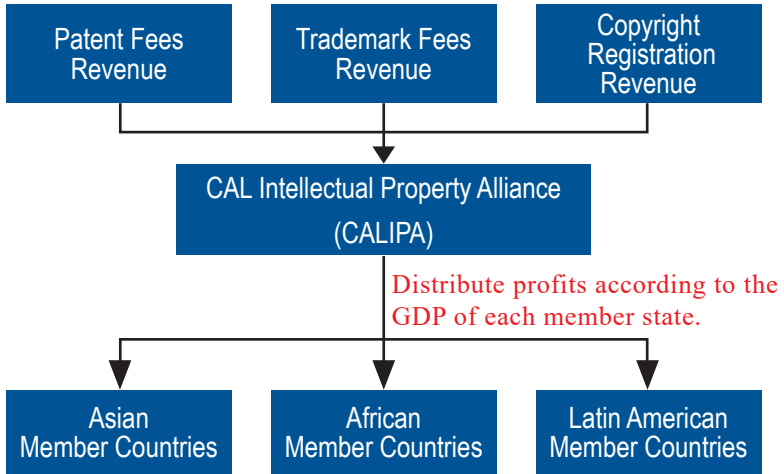 Patent Fees
Revenue
Trademark Fees
Revenue
Copyright
Registration
Revenue
CAL Intellectual Property Alliance
(CALIPA)
Distribute profits according to the
GDP of each member state.
Asian
Member Countries
African
Member Countries
Latin American
Member Countries